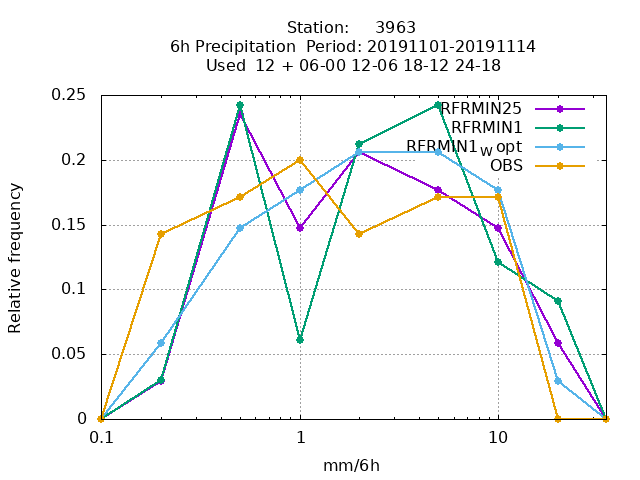 Station: 3963
6h Precipitation Period: 20191101-20191114
Used 12 + 06-00 12-06 18-12 24-18
0.25
0.2
0.15
0.1
0.05
0
0.1 1 10
Relative frequency
mm/6h
RFRMIN25
RFRMIN1
RFRMIN1w opt
OBS